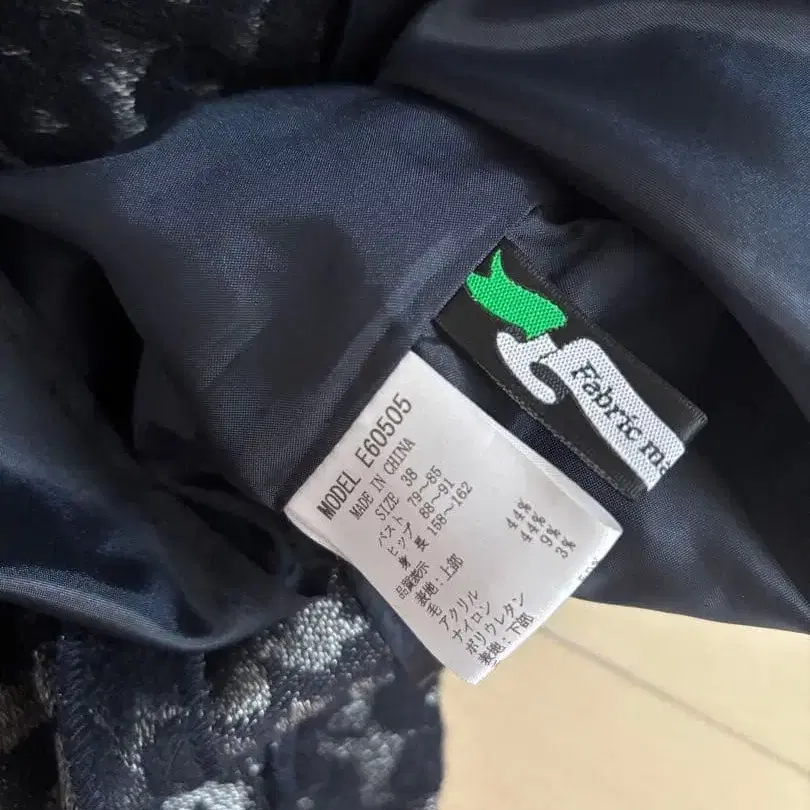 Fabric ma
MODEL E60505
MADE IN CHINA
SIZE 38
バスト 79~85
ヒップ 88~91
身 長 158~162
品質表示
表地:上部
毛 44%
アクリル 44%
ナイロン 9%
ポリウレタン 3%
表地:下部